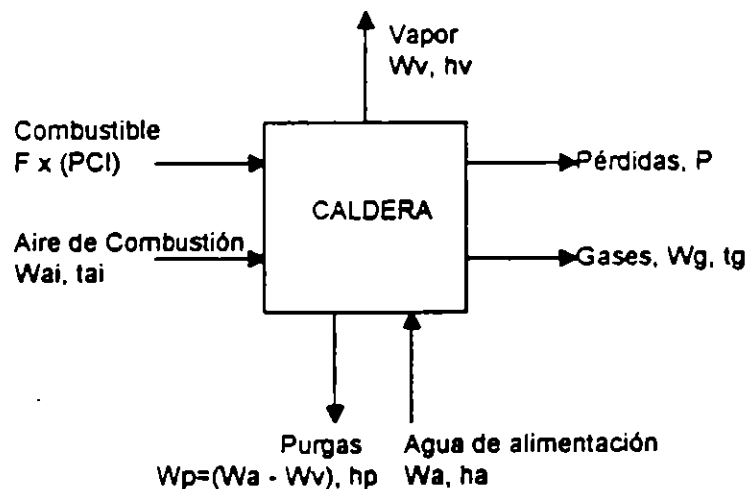 Vapor
Wv, hv
Combustible
F x (PCI)
Pérdidas, P
CALDERA
Aire de Combustión
Wai, tai
Gases, Wg, tg
Purgas
Wp=(Wa - Wv), hp
Agua de alimentación
Wa, ha